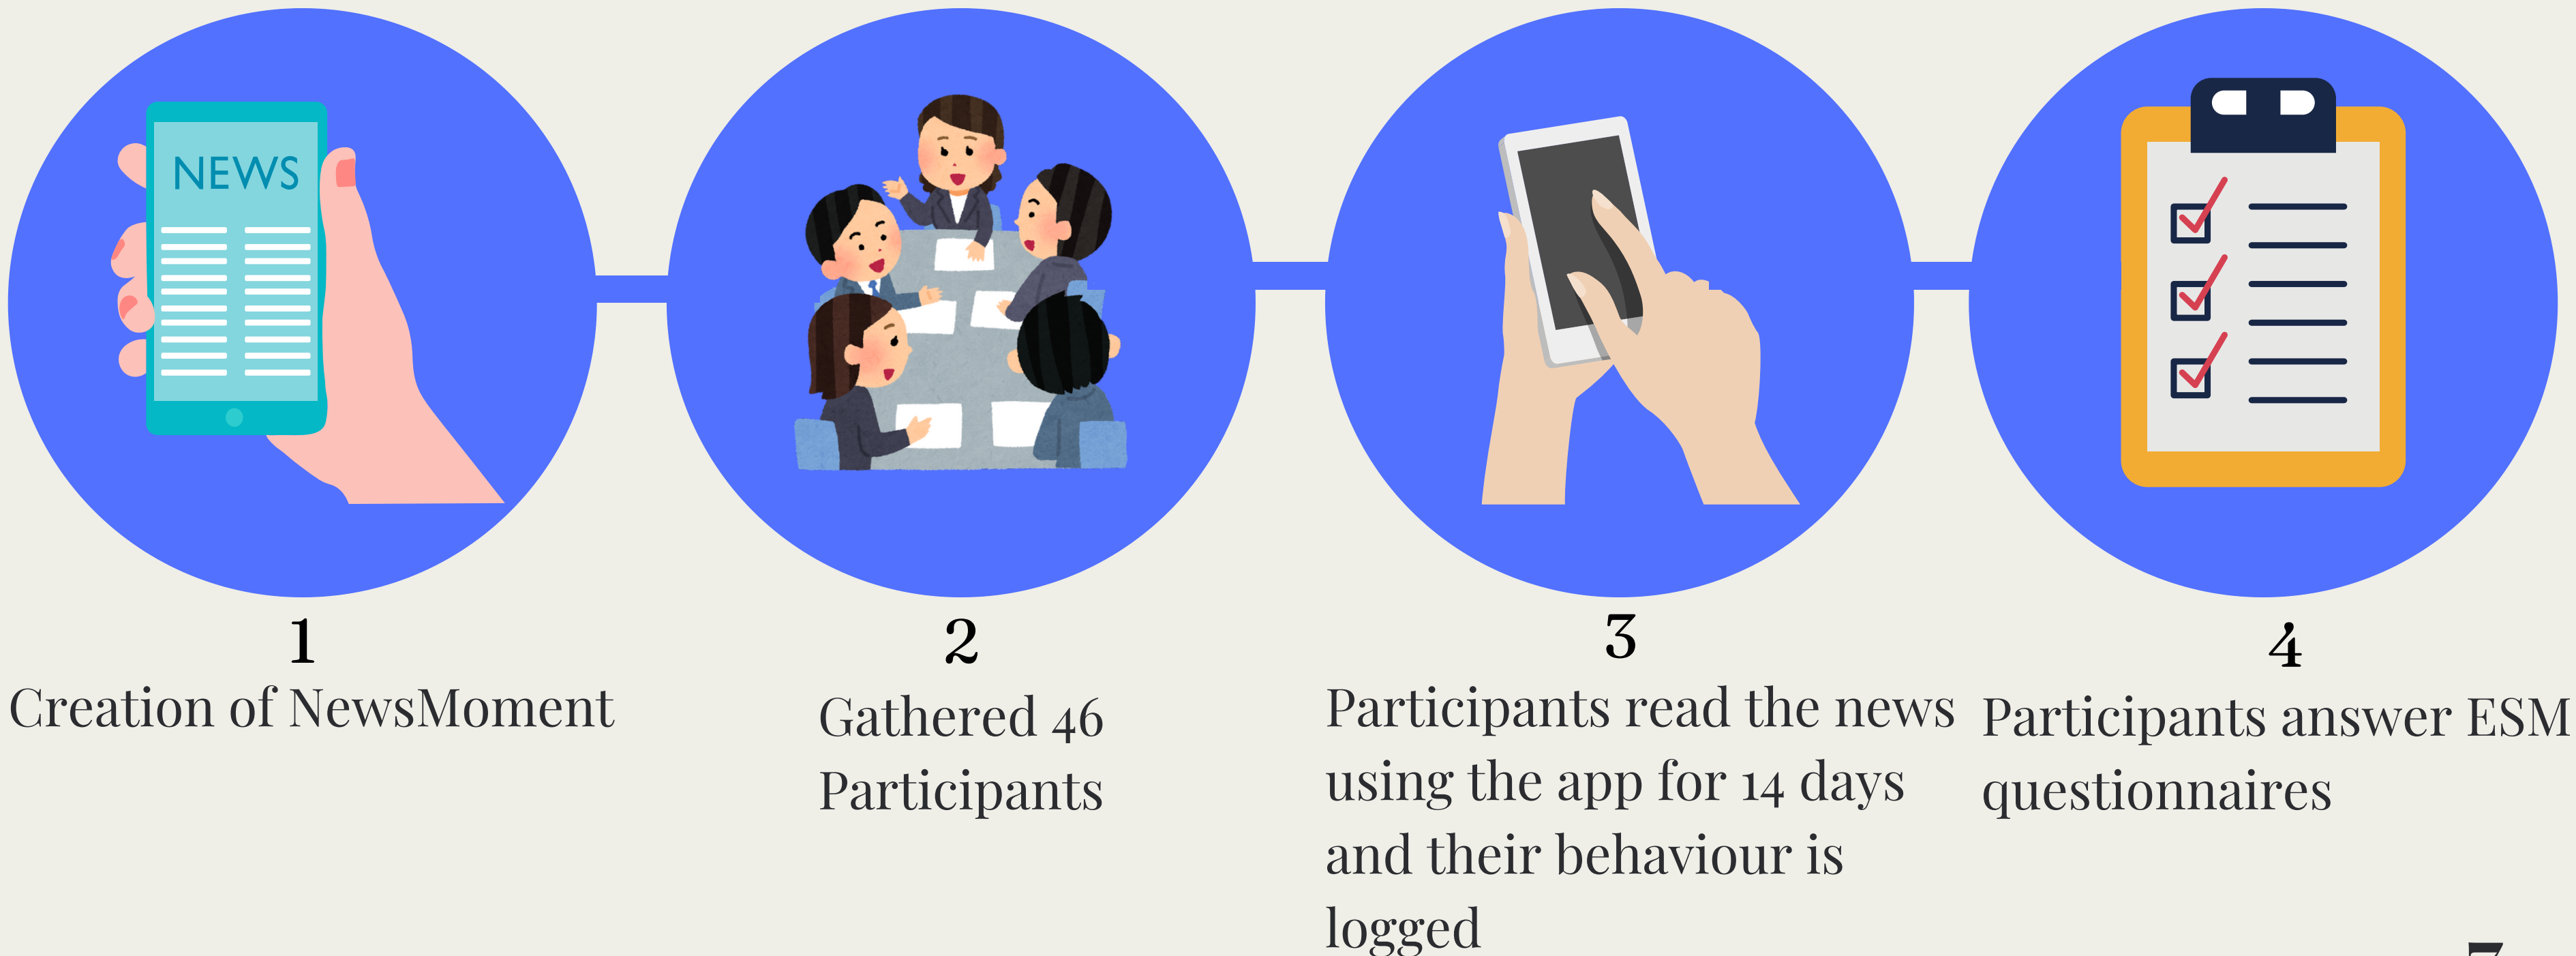 NEWS
1
Creation of NewsMoment
2
Gathered 46
Participants
3
Participants read the news
using the app for 14 days
and their behaviour is
logged
4
Participants answer ESM
questionnaires